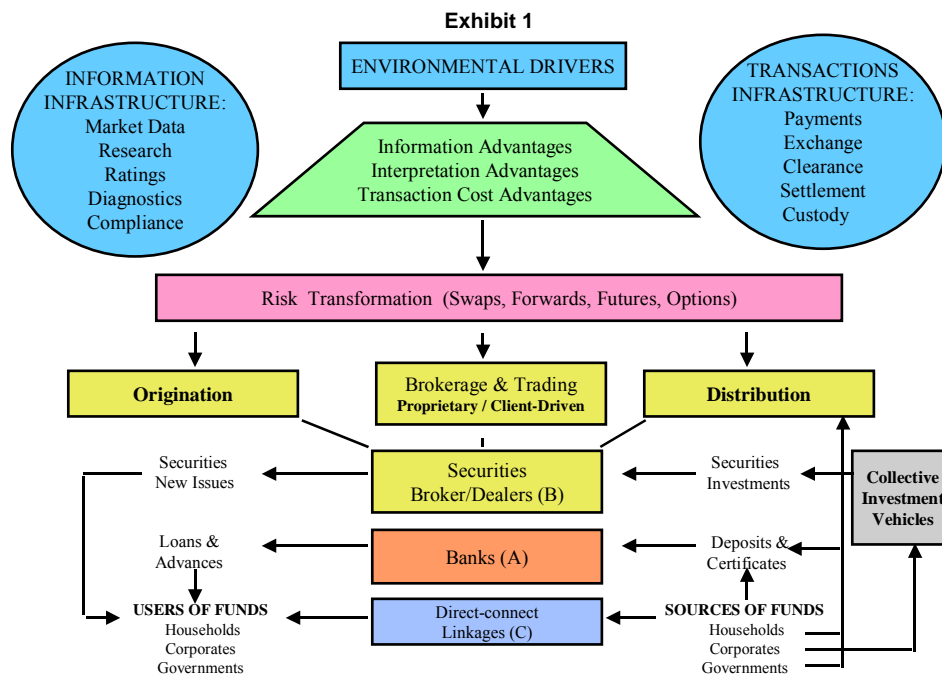 Exhibit 1
INFORMATION
INFRASTRUCTURE:
Market Data
Research
Ratings
Diagnostics
Compliance
ENVIRONMENTAL DRIVERS
TRANSACTIONS
INFRASTRUCTURE:
Payments
Exchange
Clearance
Settlement
Custody
Information Advantages
Interpretation Advantages
Transaction Cost Advantages
Risk Transformation (Swaps, Forwards, Futures, Options)
Origination
Brokerage & Trading
Proprietary / Client-Driven
Distribution
Securities
New Issues
Securities
Broker/Dealers (B)
Securities
Investments
Collective
Investment
Vehicles
Loans &
Advances
Banks (A)
Deposits &
Certificates
USERS OF FUNDS
Households
Corporates
Governments
Direct-connect
Linkages (C)
SOURCES OF FUNDS
Households
Corporates
Governments